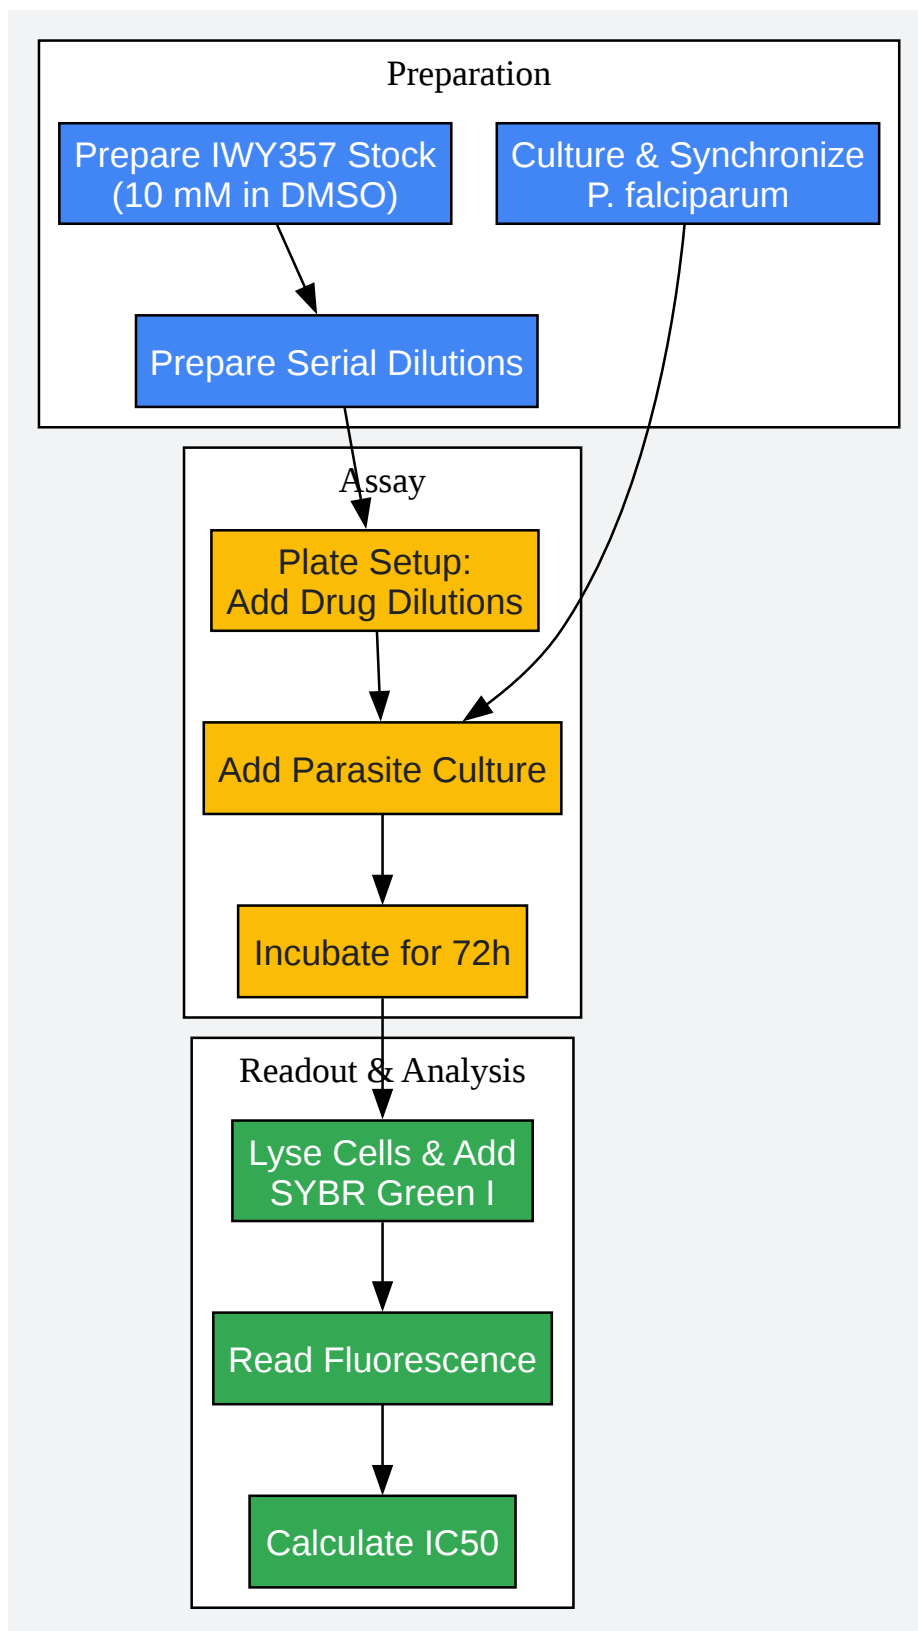 Preparation
Prepare IWY357 Stock
(10 mM in DMSO)
Culture & Synchronize
P. falciparum
Prepare Serial Dilutions
Assay
Plate Setup:
Add Drug Dilutions
Add Parasite Culture
Incubate for 72h
Readout & Analysis
Lyse Cells & Add
SYBR Green I
Read Fluorescence
Calculate IC50